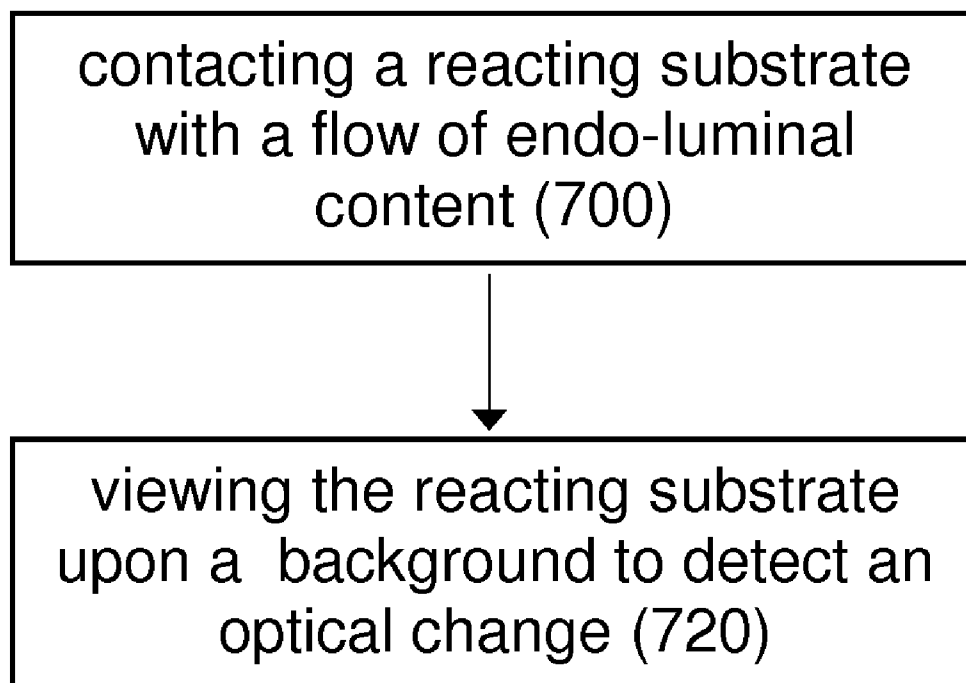 contacting a reacting substrate
with a flow of endo-luminal
content (700)
viewing the reacting substrate
upon a background to detect an
optical change (720)